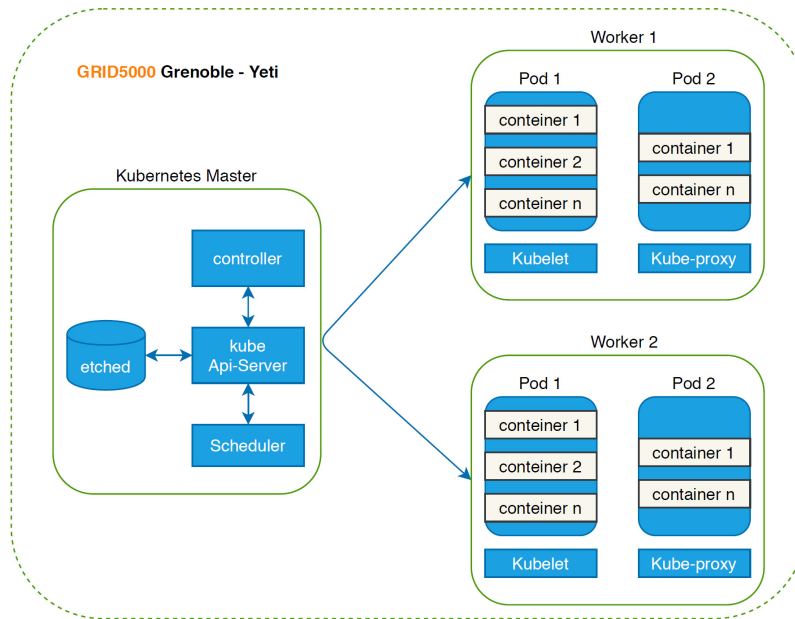 GRID5000 Grenoble - Yeti
Kubernetes Master
controller
etched
kube
Api-Server
Scheduler
Worker 1
Pod 1
conteiner 1
conteiner 2
conteiner n
Kubelet
Pod 2
container 1
container n
Kube-proxy
Worker 2
Pod 1
conteiner 1
conteiner 2
conteiner n
Kubelet
Pod 2
container 1
container n
Kube-proxy